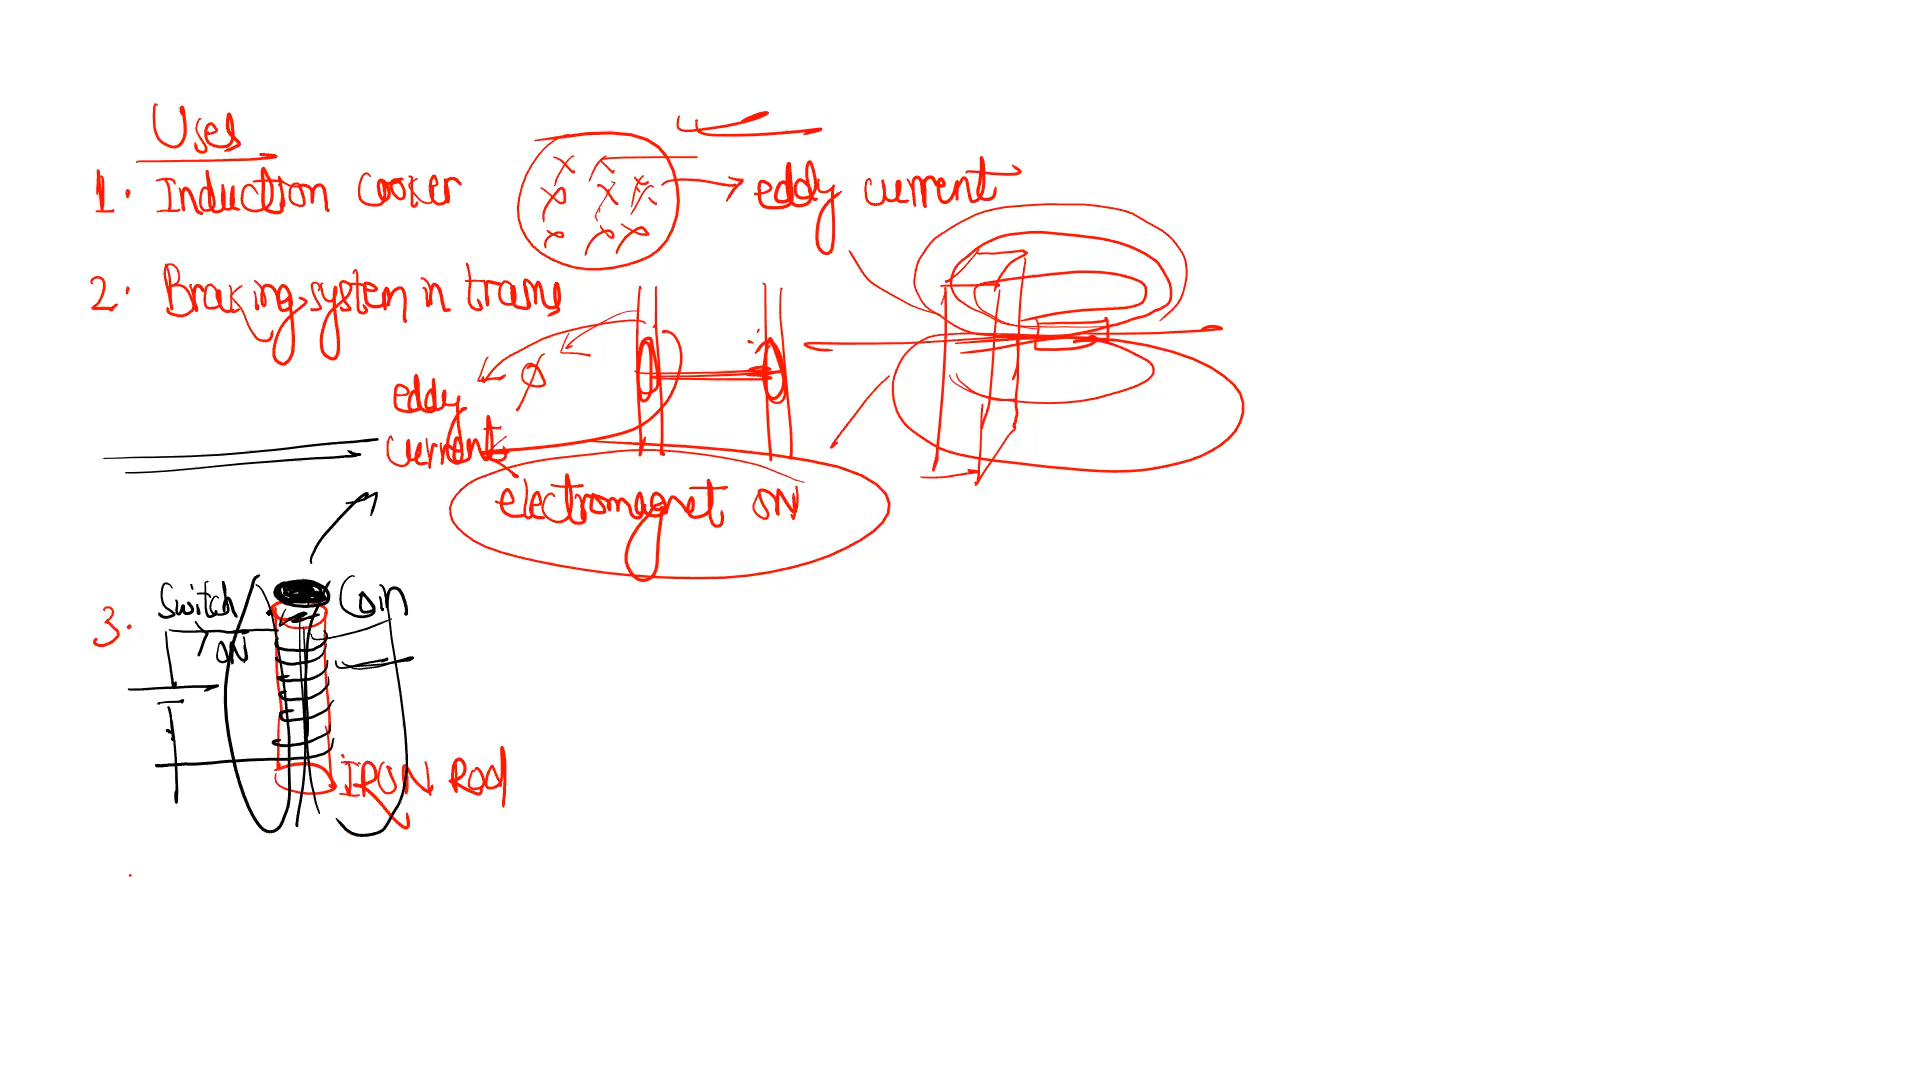 Uses
1. Induction cooker
eddy current
2. Braking system in trams
ϕ
eddy
current
electromagnet ON
3.
Switch
Coin
ON
IRON Rod